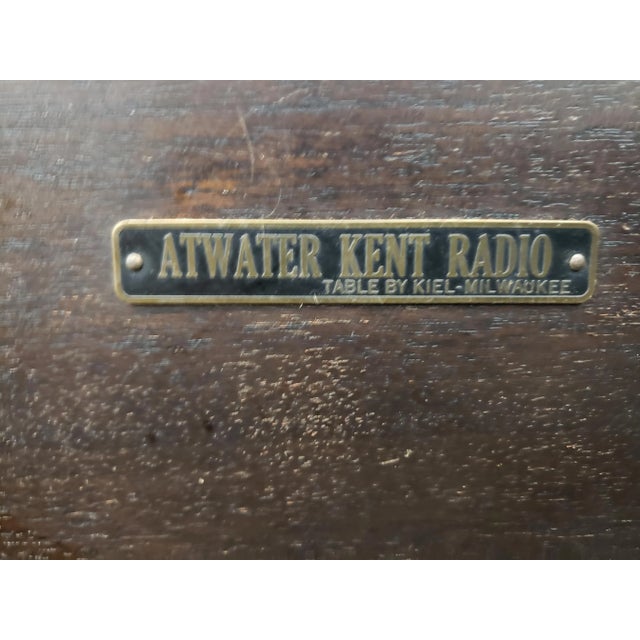 ATWATER KENT RADIO
TABLE BY KIEL-MILWAUKEE